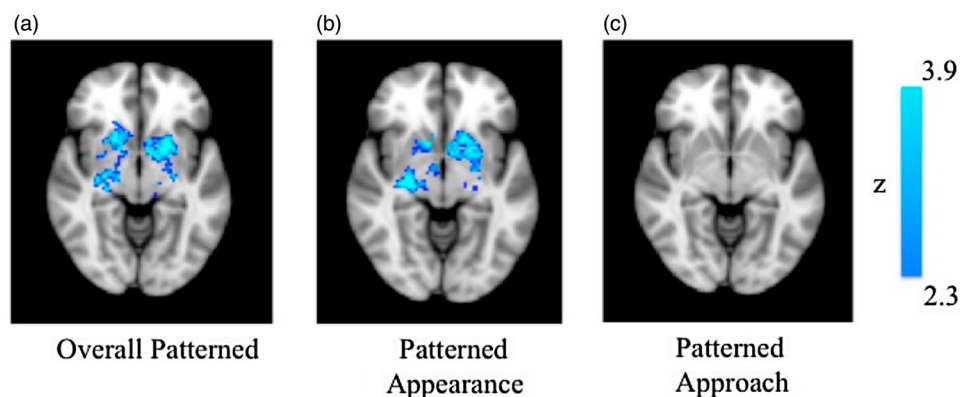 (a)
(b)
(c)
3.9
z
2.3
Overall Patterned
Patterned
Appearance
Patterned
Approach